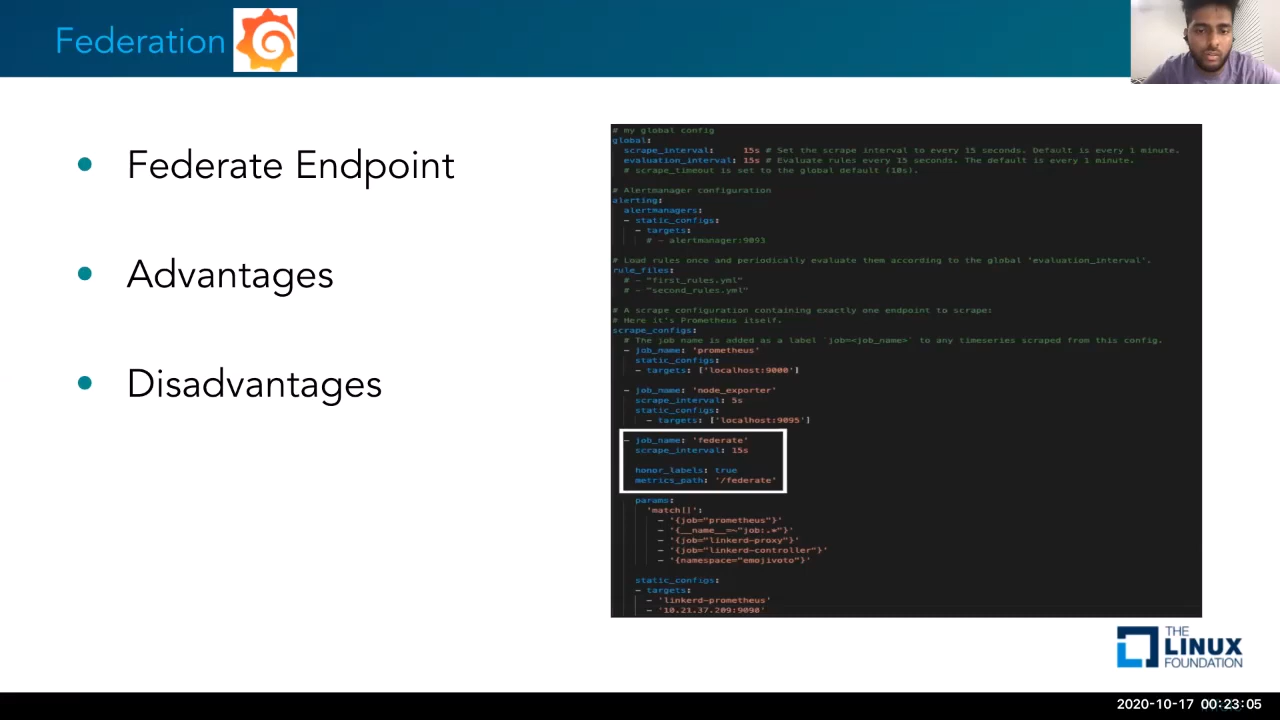 Federation
Federate Endpoint
Advantages
Disadvantages
# my global config
global:
scrape_interval: 15s # Set the scrape interval to every 15 seconds. Default is every 1 minute.
evaluation_interval: 15s # Evaluate rules every 15 seconds. The default is every 1 minute.
# scrape_timeout is set to the global default (10s).
# Alertmanager configuration
alerting:
alertmanagers:
- static_configs:
- targets:
# - alertmanager:9093
# Load rules once and periodically evaluate them according to the global 'evaluation_interval'.
rule_files:
# - "first_rules.yml"
# - "second_rules.yml"
# A scrape configuration containing exactly one endpoint to scrape:
# Here it's Prometheus itself.
scrape_configs:
# The job name is added as a label `job=<job_name>` to any timeseries scraped from this config.
- job_name: 'prometheus'
static_configs:
- targets: ['localhost:9000']
- job_name: 'node_exporter'
scrape_interval: 5s
static_configs:
- targets: ['localhost:9095']
- job_name: 'federate'
scrape_interval: 15s
honor_labels: true
metrics_path: '/federate'
params:
'match[]':
- '{job="prometheus"}'
- '{__name__=~"job:.*"}'
- '{job="linkerd-proxy"}'
- '{job="linkerd-controller"}'
- '{namespace="emojivoto"}'
static_configs:
- targets:
- 'linkerd-prometheus'
- '10.21.37.209:9090'
THE
LINUX
FOUNDATION
2020-10-17 00:23:05